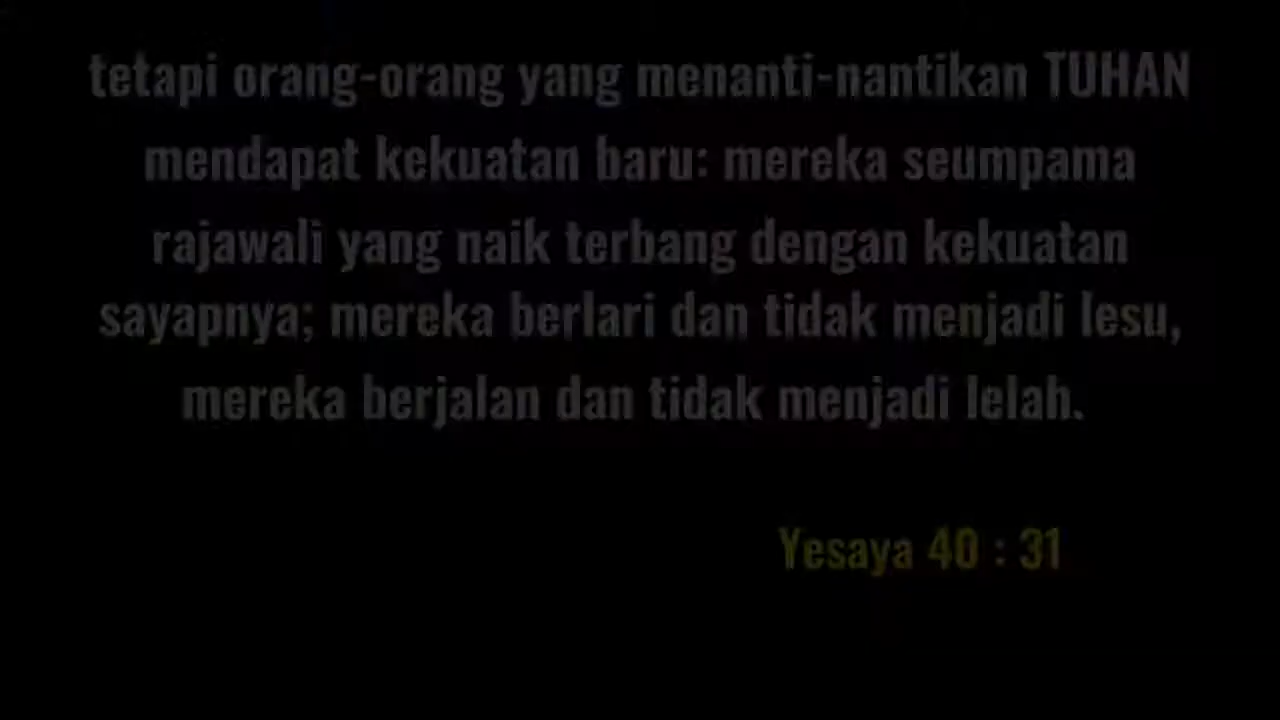 tetapi orang-orang yang menanti-nantikan TUHAN
mendapat kekuatan baru: mereka seumpama
rajawali yang naik terbang dengan kekuatan
sayapnya; mereka berlari dan tidak menjadi lesu,
mereka berjalan dan tidak menjadi lelah.
Yesaya 40 : 31